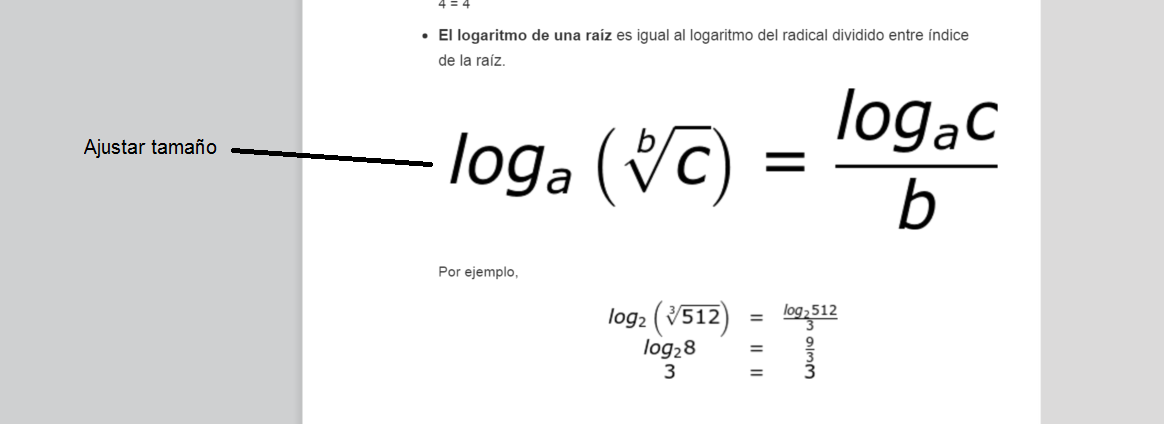 4 = 4
• El logaritmo de una raíz es igual al logaritmo del radical dividido entre índice
de la raíz.
Ajustar tamaño
logₐ (ᵇ√c) = logₐc / b
Por ejemplo,
log₂ (³√512) = log₂512 / 3
log₂8 = 9 / 3
3 = 3